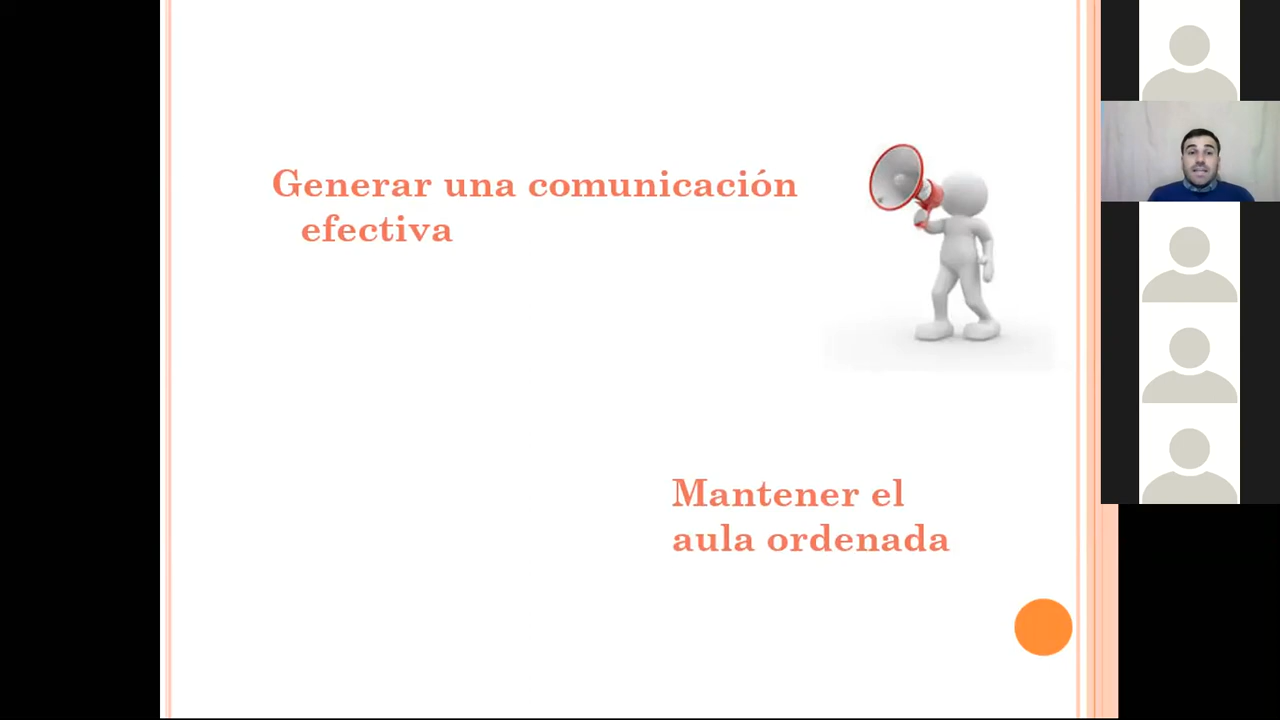 Generar una comunicación
efectiva
Mantener el
aula ordenada